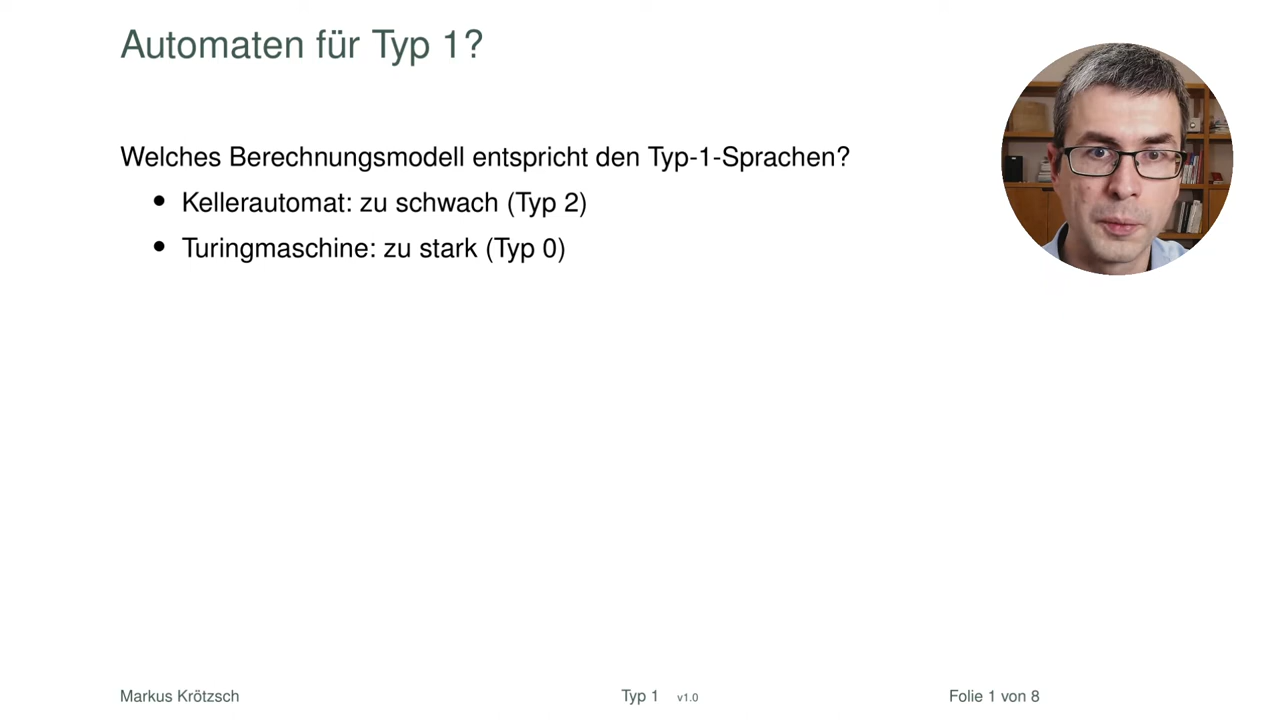 Automaten für Typ 1?
Welches Berechnungsmodell entspricht den Typ-1-Sprachen?
• Kellerautomat: zu schwach (Typ 2)
• Turingmaschine: zu stark (Typ 0)
Markus Krötzsch Typ 1 v1.0 Folie 1 von 8